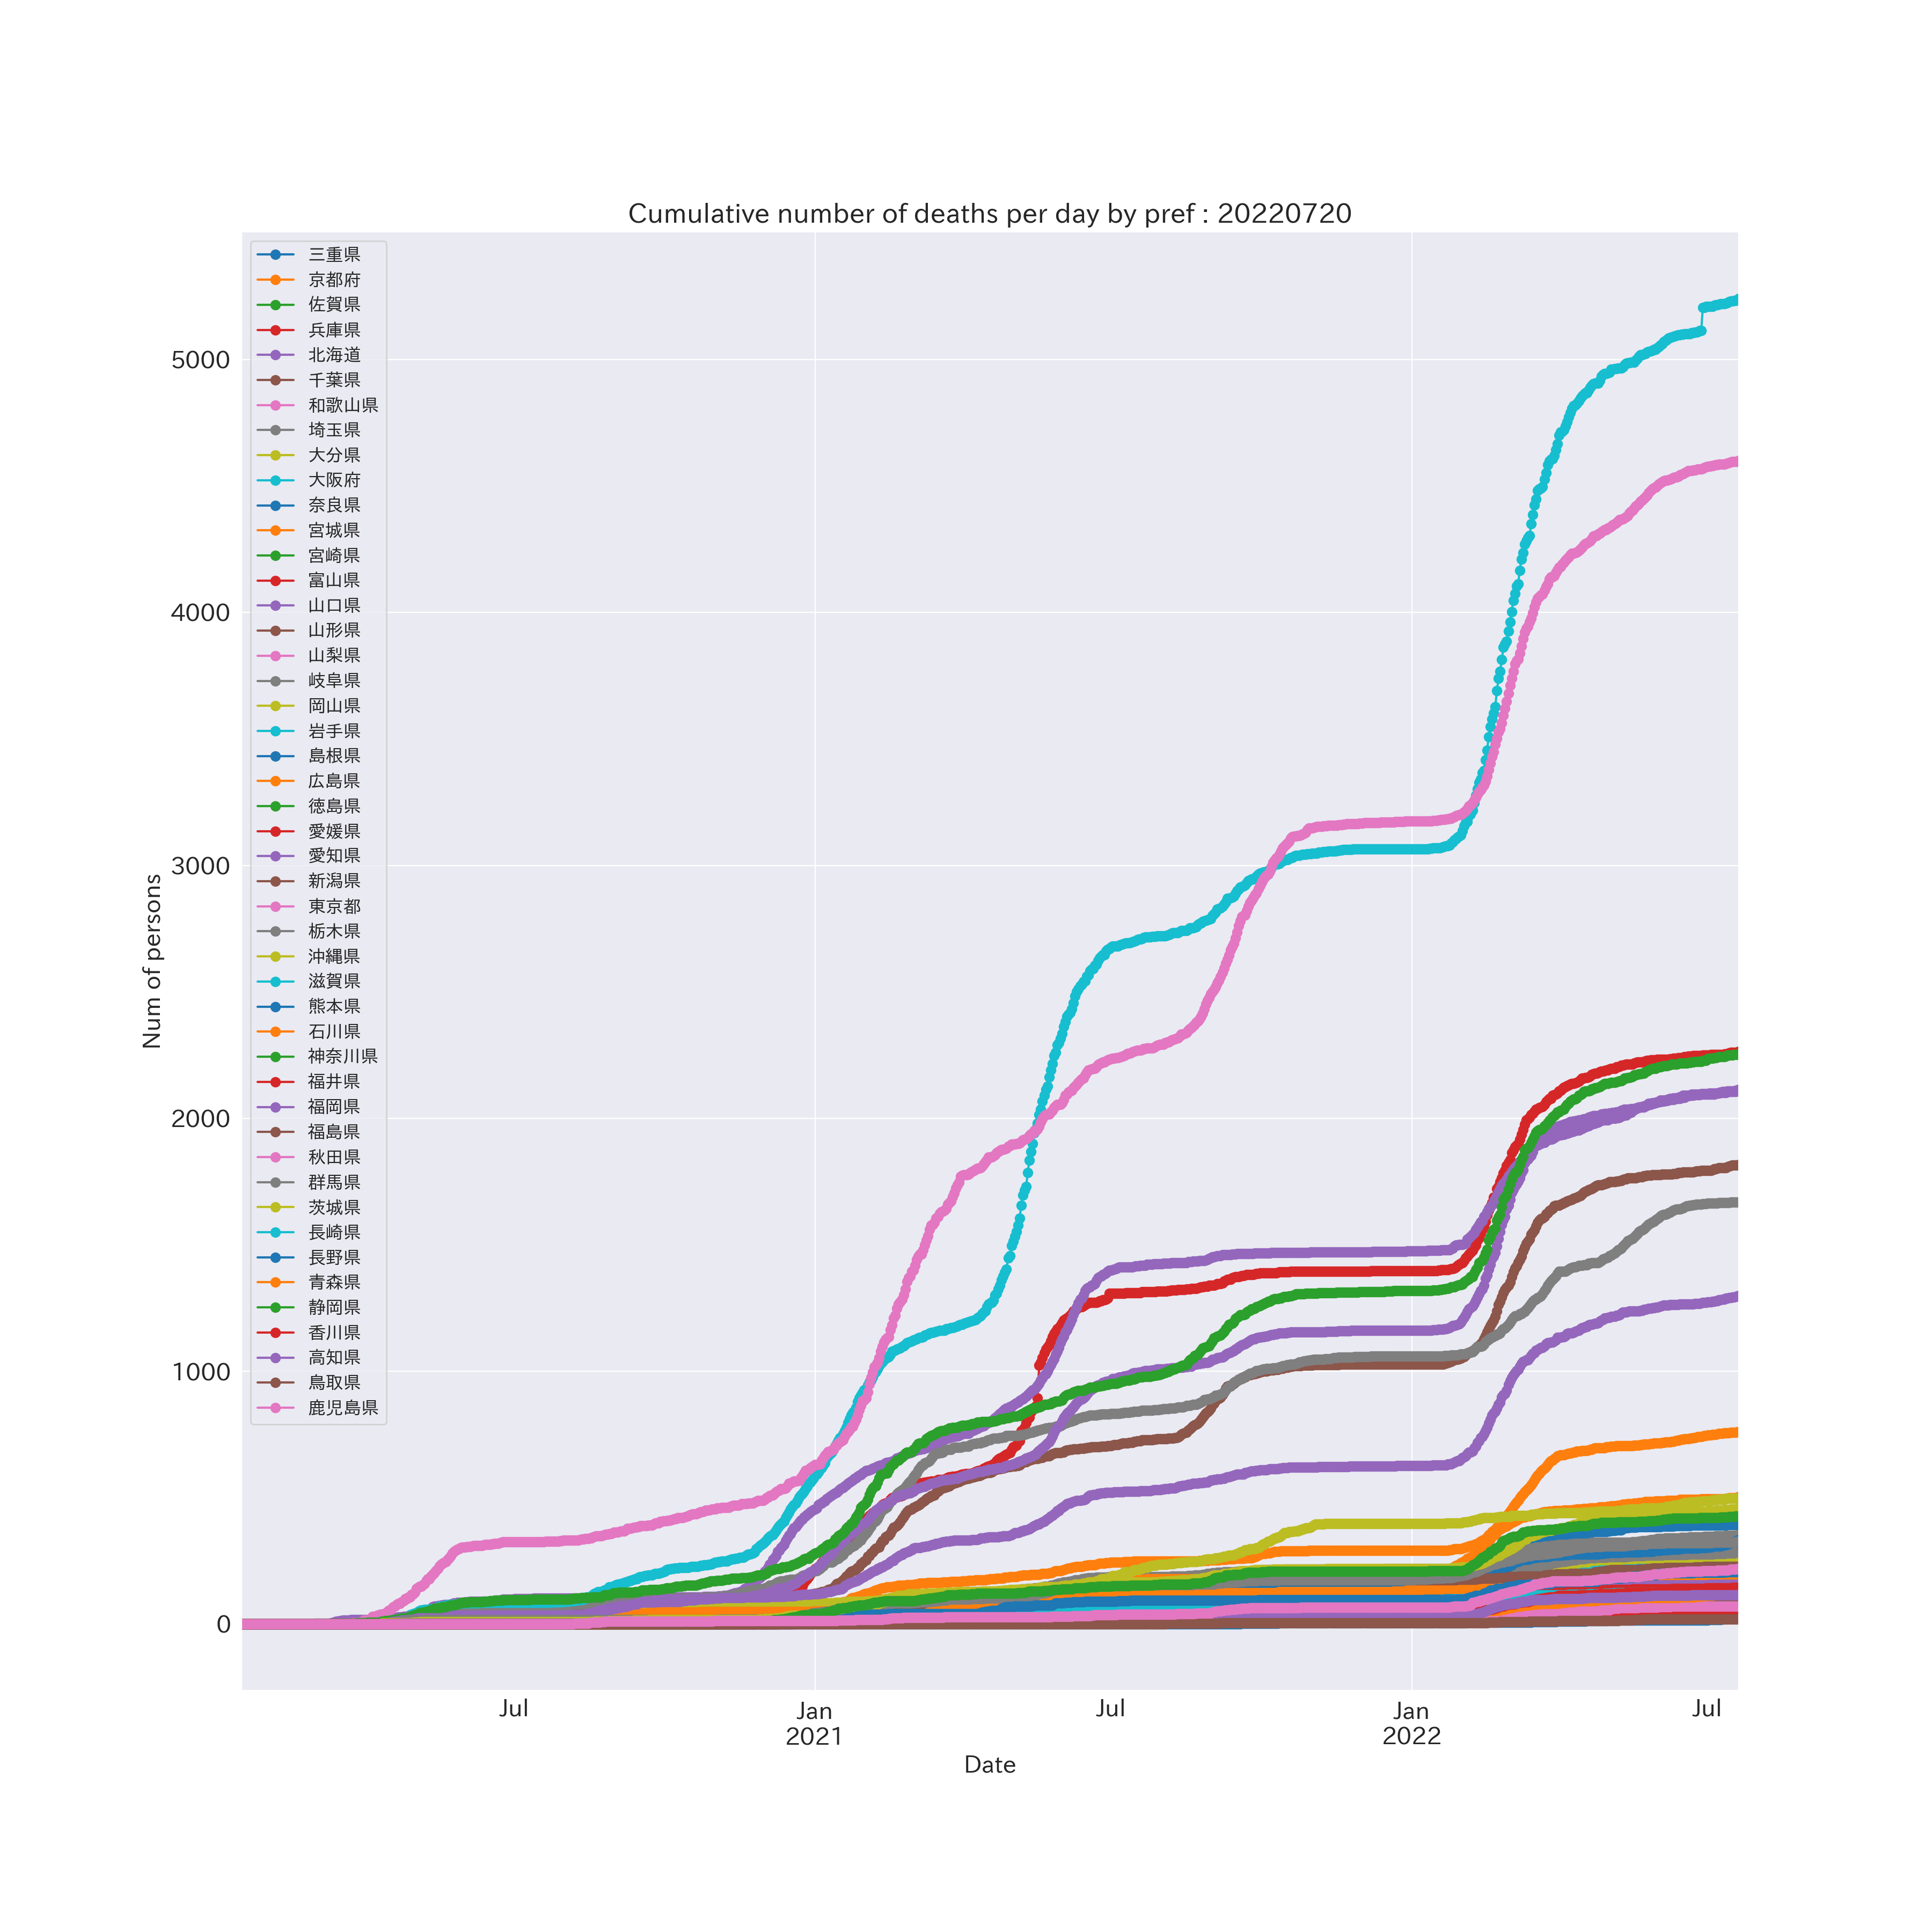 Cumulative number of deaths per day by pref : 20220720
三重県
京都府
佐賀県
兵庫県
北海道
千葉県
和歌山県
埼玉県
大分県
大阪府
奈良県
宮城県
宮崎県
富山県
山口県
山形県
山梨県
岐阜県
岡山県
岩手県
島根県
広島県
徳島県
愛媛県
愛知県
新潟県
東京都
栃木県
沖縄県
滋賀県
熊本県
石川県
神奈川県
福井県
福岡県
福島県
秋田県
群馬県
茨城県
長崎県
長野県
青森県
静岡県
香川県
高知県
鳥取県
鹿児島県
5000
4000
3000
2000
1000
0
Num of persons
Jul
Jan
2021
Jul
Jan
2022
Jul
Date